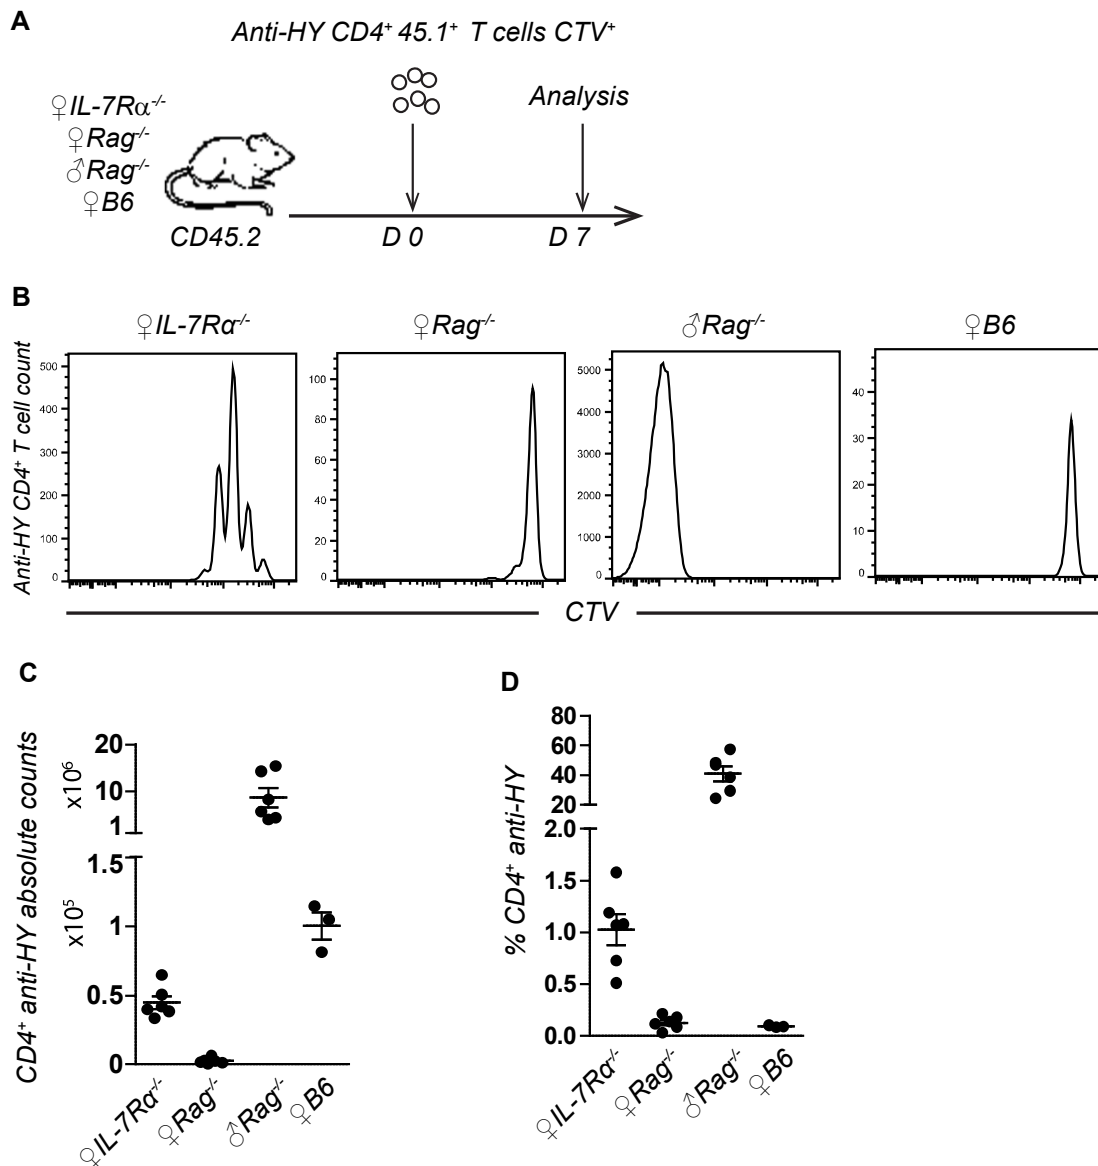 A
Anti-HY CD4⁺ 45.1⁺ T cells CTV⁺
♀IL-7Rα⁻/⁻
♀Rag⁻/⁻
♂Rag⁻/⁻
♀B6
Analysis
CD45.2
D 0
D 7
B
♀IL-7Rα⁻/⁻
♀Rag⁻/⁻
♂Rag⁻/⁻
♀B6
Anti-HY CD4⁺ T cell count
500
400
300
200
100
0
100
80
60
40
20
0
5000
4000
3000
2000
1000
0
40
30
20
10
0
CTV
C
CD4⁺ anti-HY absolute counts
x10⁶
x10⁵
20
10
1
1.5
1
0.5
0
♀IL-7Rα⁻/⁻
♀Rag⁻/⁻
♂Rag⁻/⁻
♀B6
D
% CD4⁺ anti-HY
80
60
40
20
2.0
1.5
1.0
0.5
0.0
♀IL-7Rα⁻/⁻
♀Rag⁻/⁻
♂Rag⁻/⁻
♀B6